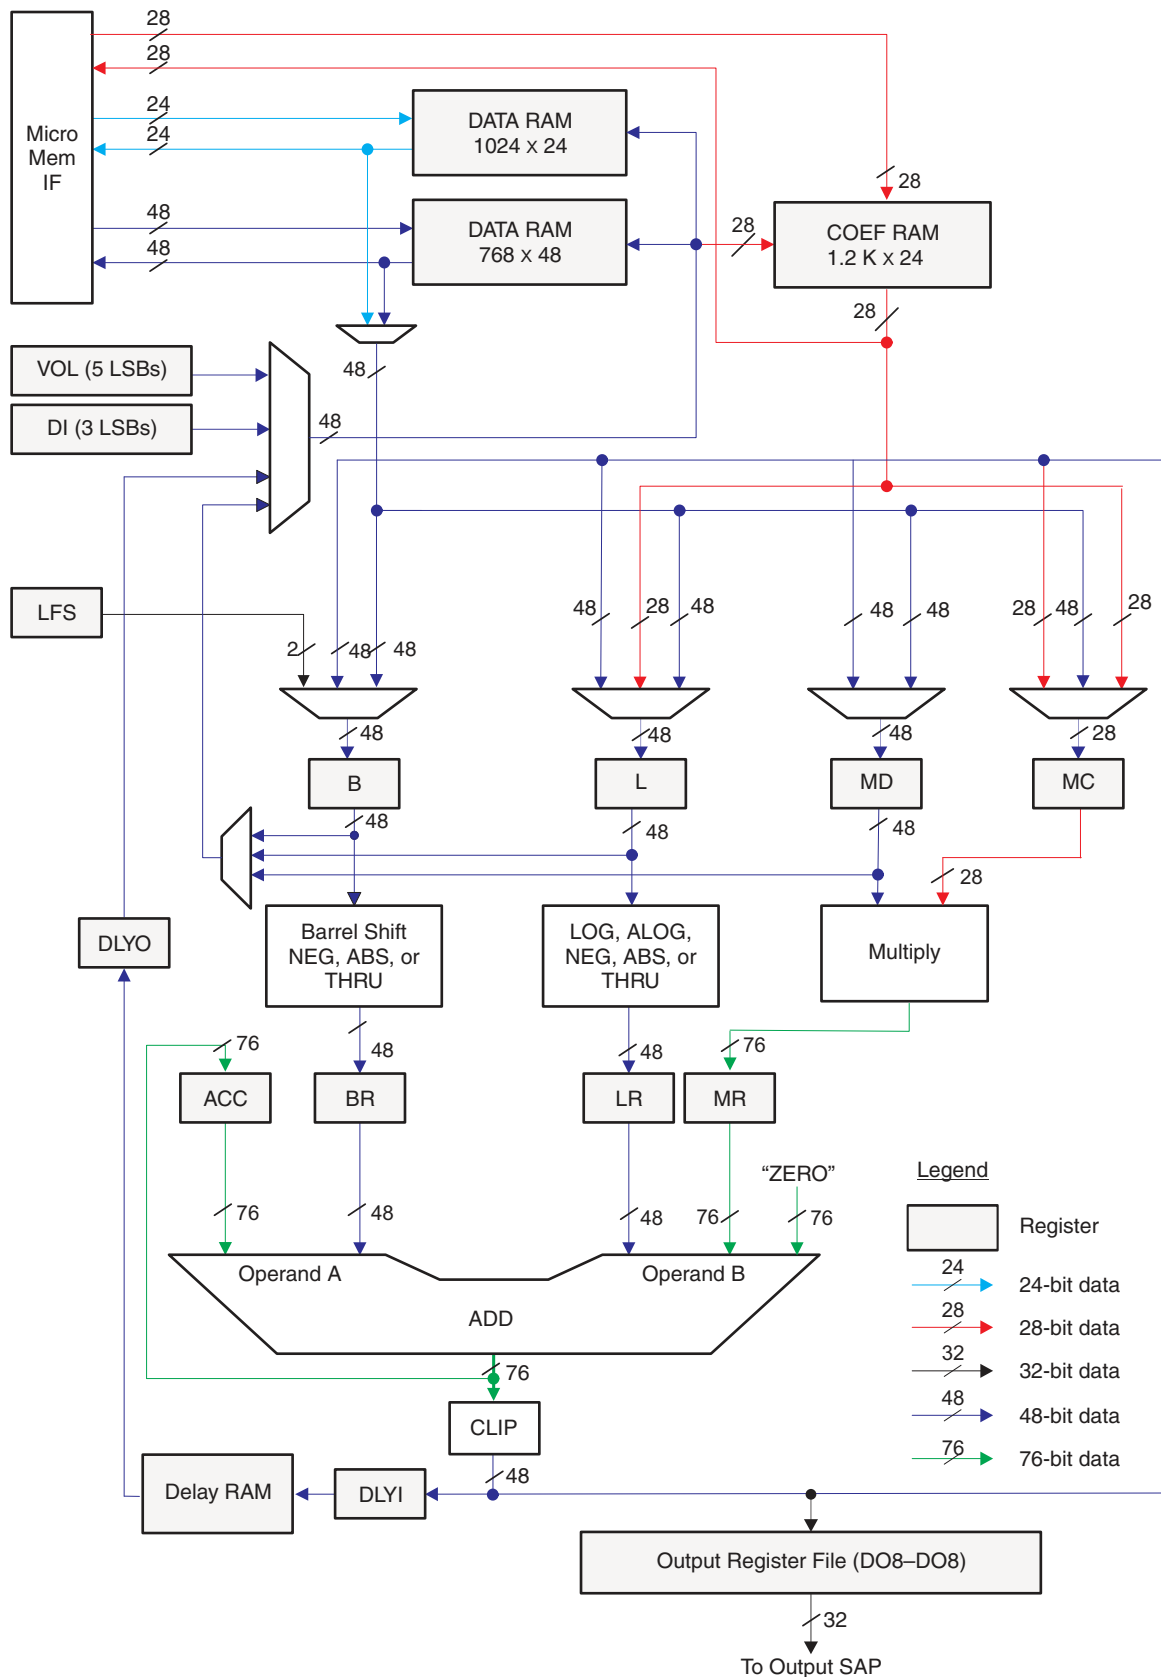 28
28
24
24
48
48
Micro
Mem
IF
DATA RAM
1024 x 24
DATA RAM
768 x 48
28
28
COEF RAM
1.2 K x 24
28
48
VOL (5 LSBs)
DI (3 LSBs)
48
LFS
2
48
48
48
28
48
48
48
28
48
28
48
48
48
28
B
L
MD
MC
48
48
48
28
DLYO
Barrel Shift
NEG, ABS, or
THRU
LOG, ALOG,
NEG, ABS, or
THRU
Multiply
76
48
48
76
ACC
BR
LR
MR
"ZERO"
76
48
48
76
76
Operand A
Operand B
ADD
76
CLIP
48
Delay RAM
DLYI
Legend
Register
24
24-bit data
28
28-bit data
32
32-bit data
48
48-bit data
76
76-bit data
Output Register File (DO8–DO8)
32
To Output SAP